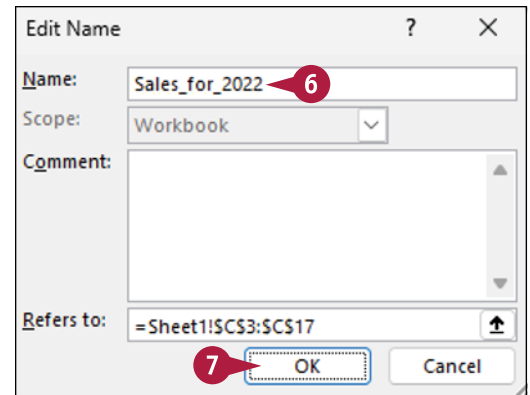 Edit Name ? ×
Name: Sales_for_2022 6
Scope: Workbook
Comment:
Refers to: =Sheet1!$C$3:$C$17
7 OK Cancel